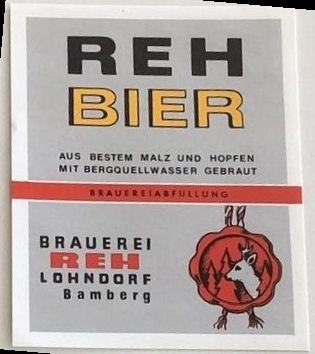 REH
BIER
AUS BESTEM MALZ UND HOPFEN
MIT BERGQUELLWASSER GEBRAUT
BRAUEREIABFÜLLUNG
BRAUEREI
REH
LOHNDORF
Bamberg